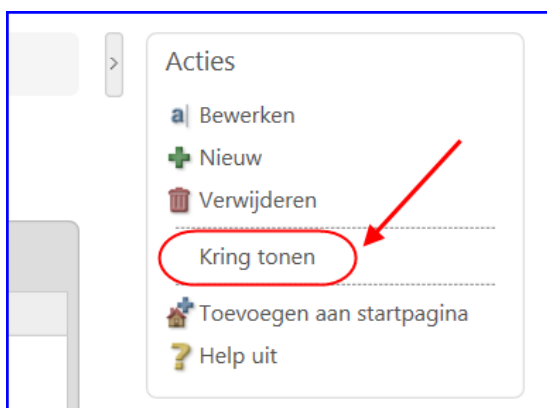 Acties
Bewerken
Nieuw
Verwijderen
Kring tonen
Toevoegen aan startpagina
Help uit